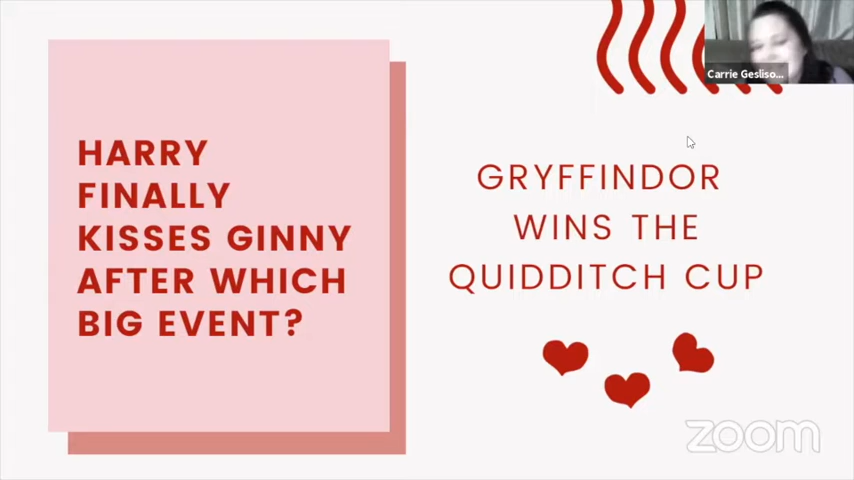 HARRY
FINALLY
KISSES GINNY
AFTER WHICH
BIG EVENT?
GRYFFINDOR
WINS THE
QUIDDITCH CUP
Carrie Gesliso...
zoom